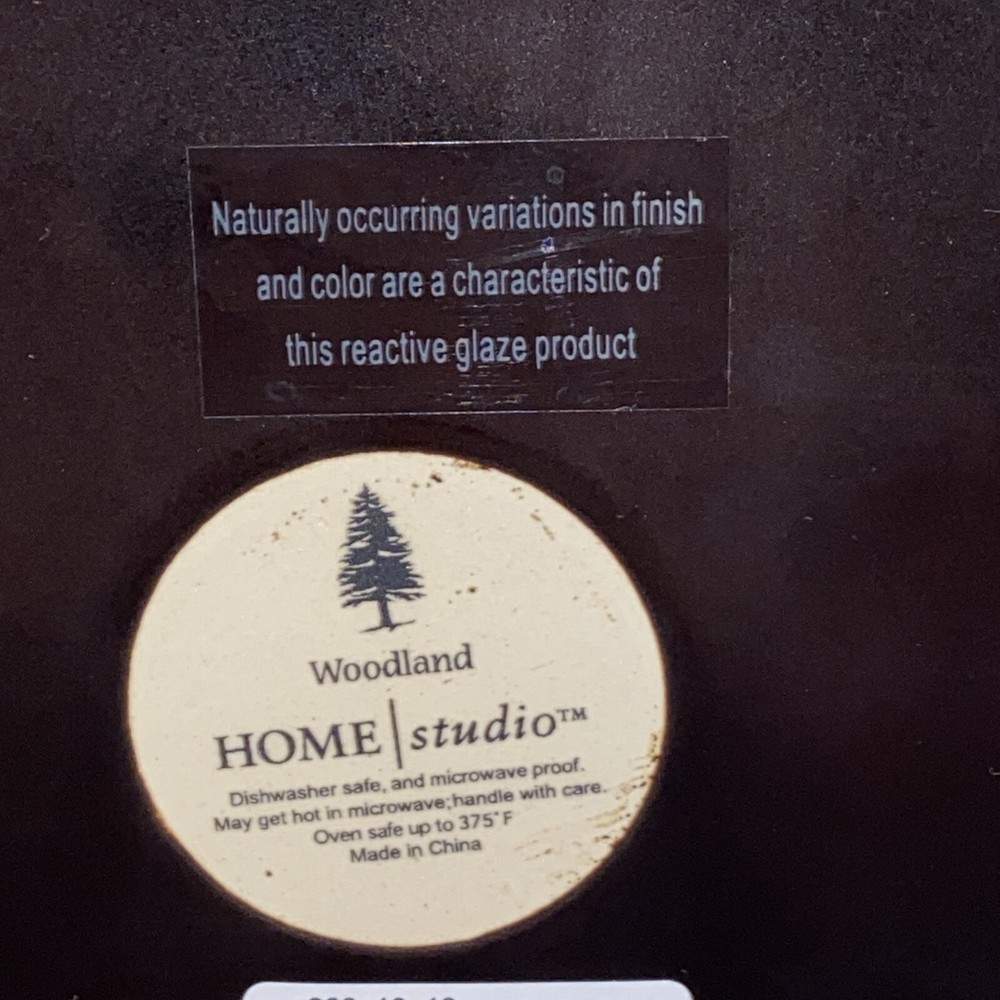 Naturally occurring variations in finish
and color are a characteristic of
this reactive glaze product
Woodland
HOME|studio™
Dishwasher safe, and microwave proof.
May get hot in microwave;handle with care.
Oven safe up to 375°F
Made in China